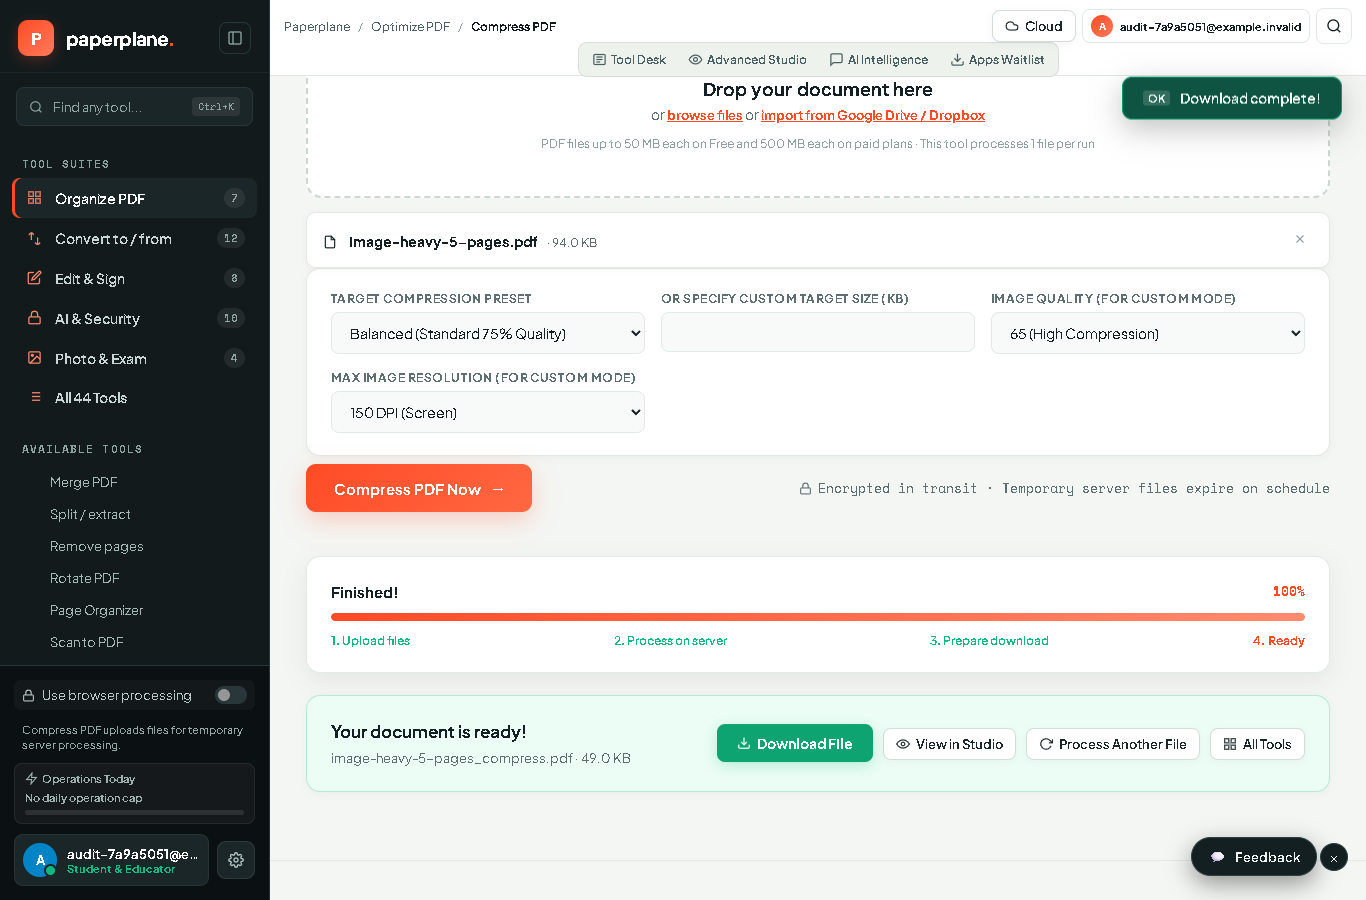 P paperplane.
Find any tool... Ctrl+K
TOOL SUITES
Organize PDF 7
Convert to / from 12
Edit & Sign 8
AI & Security 10
Photo & Exam 4
All 44 Tools
AVAILABLE TOOLS
Merge PDF
Split / extract
Remove pages
Rotate PDF
Page Organizer
Scan to PDF
Use browser processing
Compress PDF uploads files for temporary
server processing.
Operations Today
No daily operation cap
A audit-7a9a5051@e...
Student & Educator
Paperplane / Optimize PDF / Compress PDF
Cloud
A audit-7a9a5051@example.invalid
Tool Desk
Advanced Studio
AI Intelligence
Apps Waitlist
OK Download complete!
Drop your document here
or browse files or import from Google Drive / Dropbox
PDF files up to 50 MB each on Free and 500 MB each on paid plans · This tool processes 1 file per run
image-heavy-5-pages.pdf · 94.0 KB ×
TARGET COMPRESSION PRESET
Balanced (Standard 75% Quality)
OR SPECIFY CUSTOM TARGET SIZE (KB)
IMAGE QUALITY (FOR CUSTOM MODE)
65 (High Compression)
MAX IMAGE RESOLUTION (FOR CUSTOM MODE)
150 DPI (Screen)
Compress PDF Now →
Encrypted in transit · Temporary server files expire on schedule
Finished! 100%
1. Upload files
2. Process on server
3. Prepare download
4. Ready
Your document is ready!
image-heavy-5-pages_compress.pdf · 49.0 KB
Download File
View in Studio
Process Another File
All Tools
Feedback ×